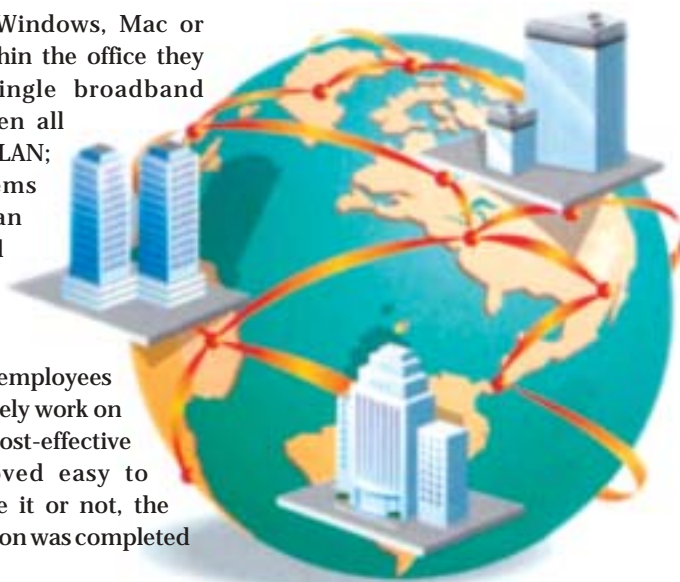 Windows, Mac or
hin the office they
ingle broadband
en all
LAN;
ems
an
l
employees
ely work on
ost-effective
ved easy to
e it or not, the
on was completed